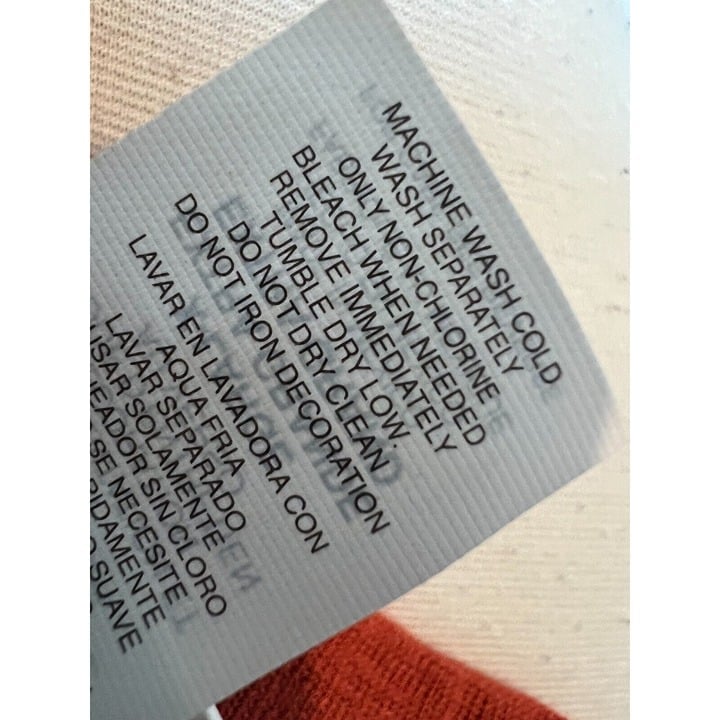 MACHINE WASH COLD
WASH SEPARATELY
ONLY NON-CHLORINE
BLEACH WHEN NEEDED
REMOVE IMMEDIATELY
TUMBLE DRY LOW.
DO NOT DRY CLEAN
DO NOT IRON DECORATION
LAVAR EN LAVADORA CON
AQUA FRIA
LAVAR SEPARADO
USAR SOLAMENTE
SIN CLORO
SE NECESITE
SUAVE